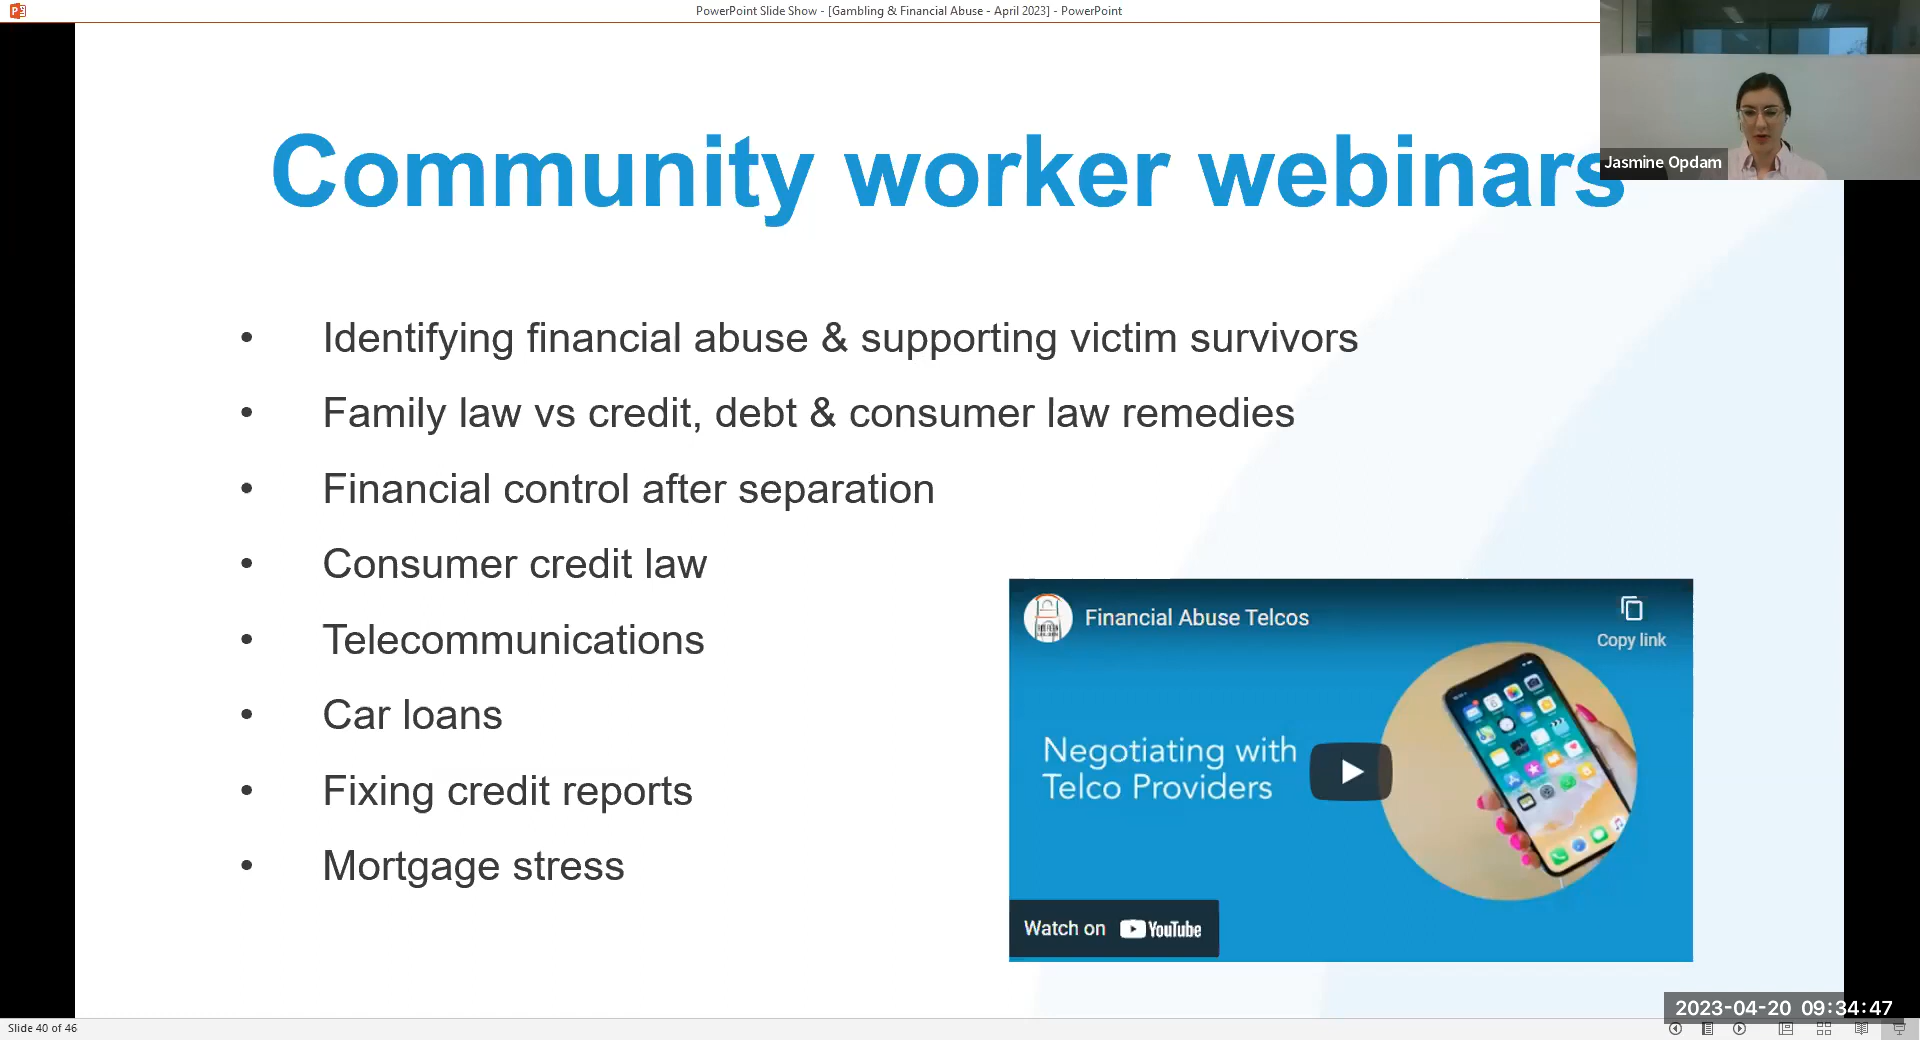 PowerPoint Slide Show - [Gambling & Financial Abuse - April 2023] - PowerPoint
Jasmine Opdam
Community worker webinars
• Identifying financial abuse & supporting victim survivors
• Family law vs credit, debt & consumer law remedies
• Financial control after separation
• Consumer credit law
• Telecommunications
• Car loans
• Fixing credit reports
• Mortgage stress
Financial Abuse Telcos
Copy link
Negotiating with
Telco Providers
Watch on YouTube
2023-04-20 09:34:47
Slide 40 of 46